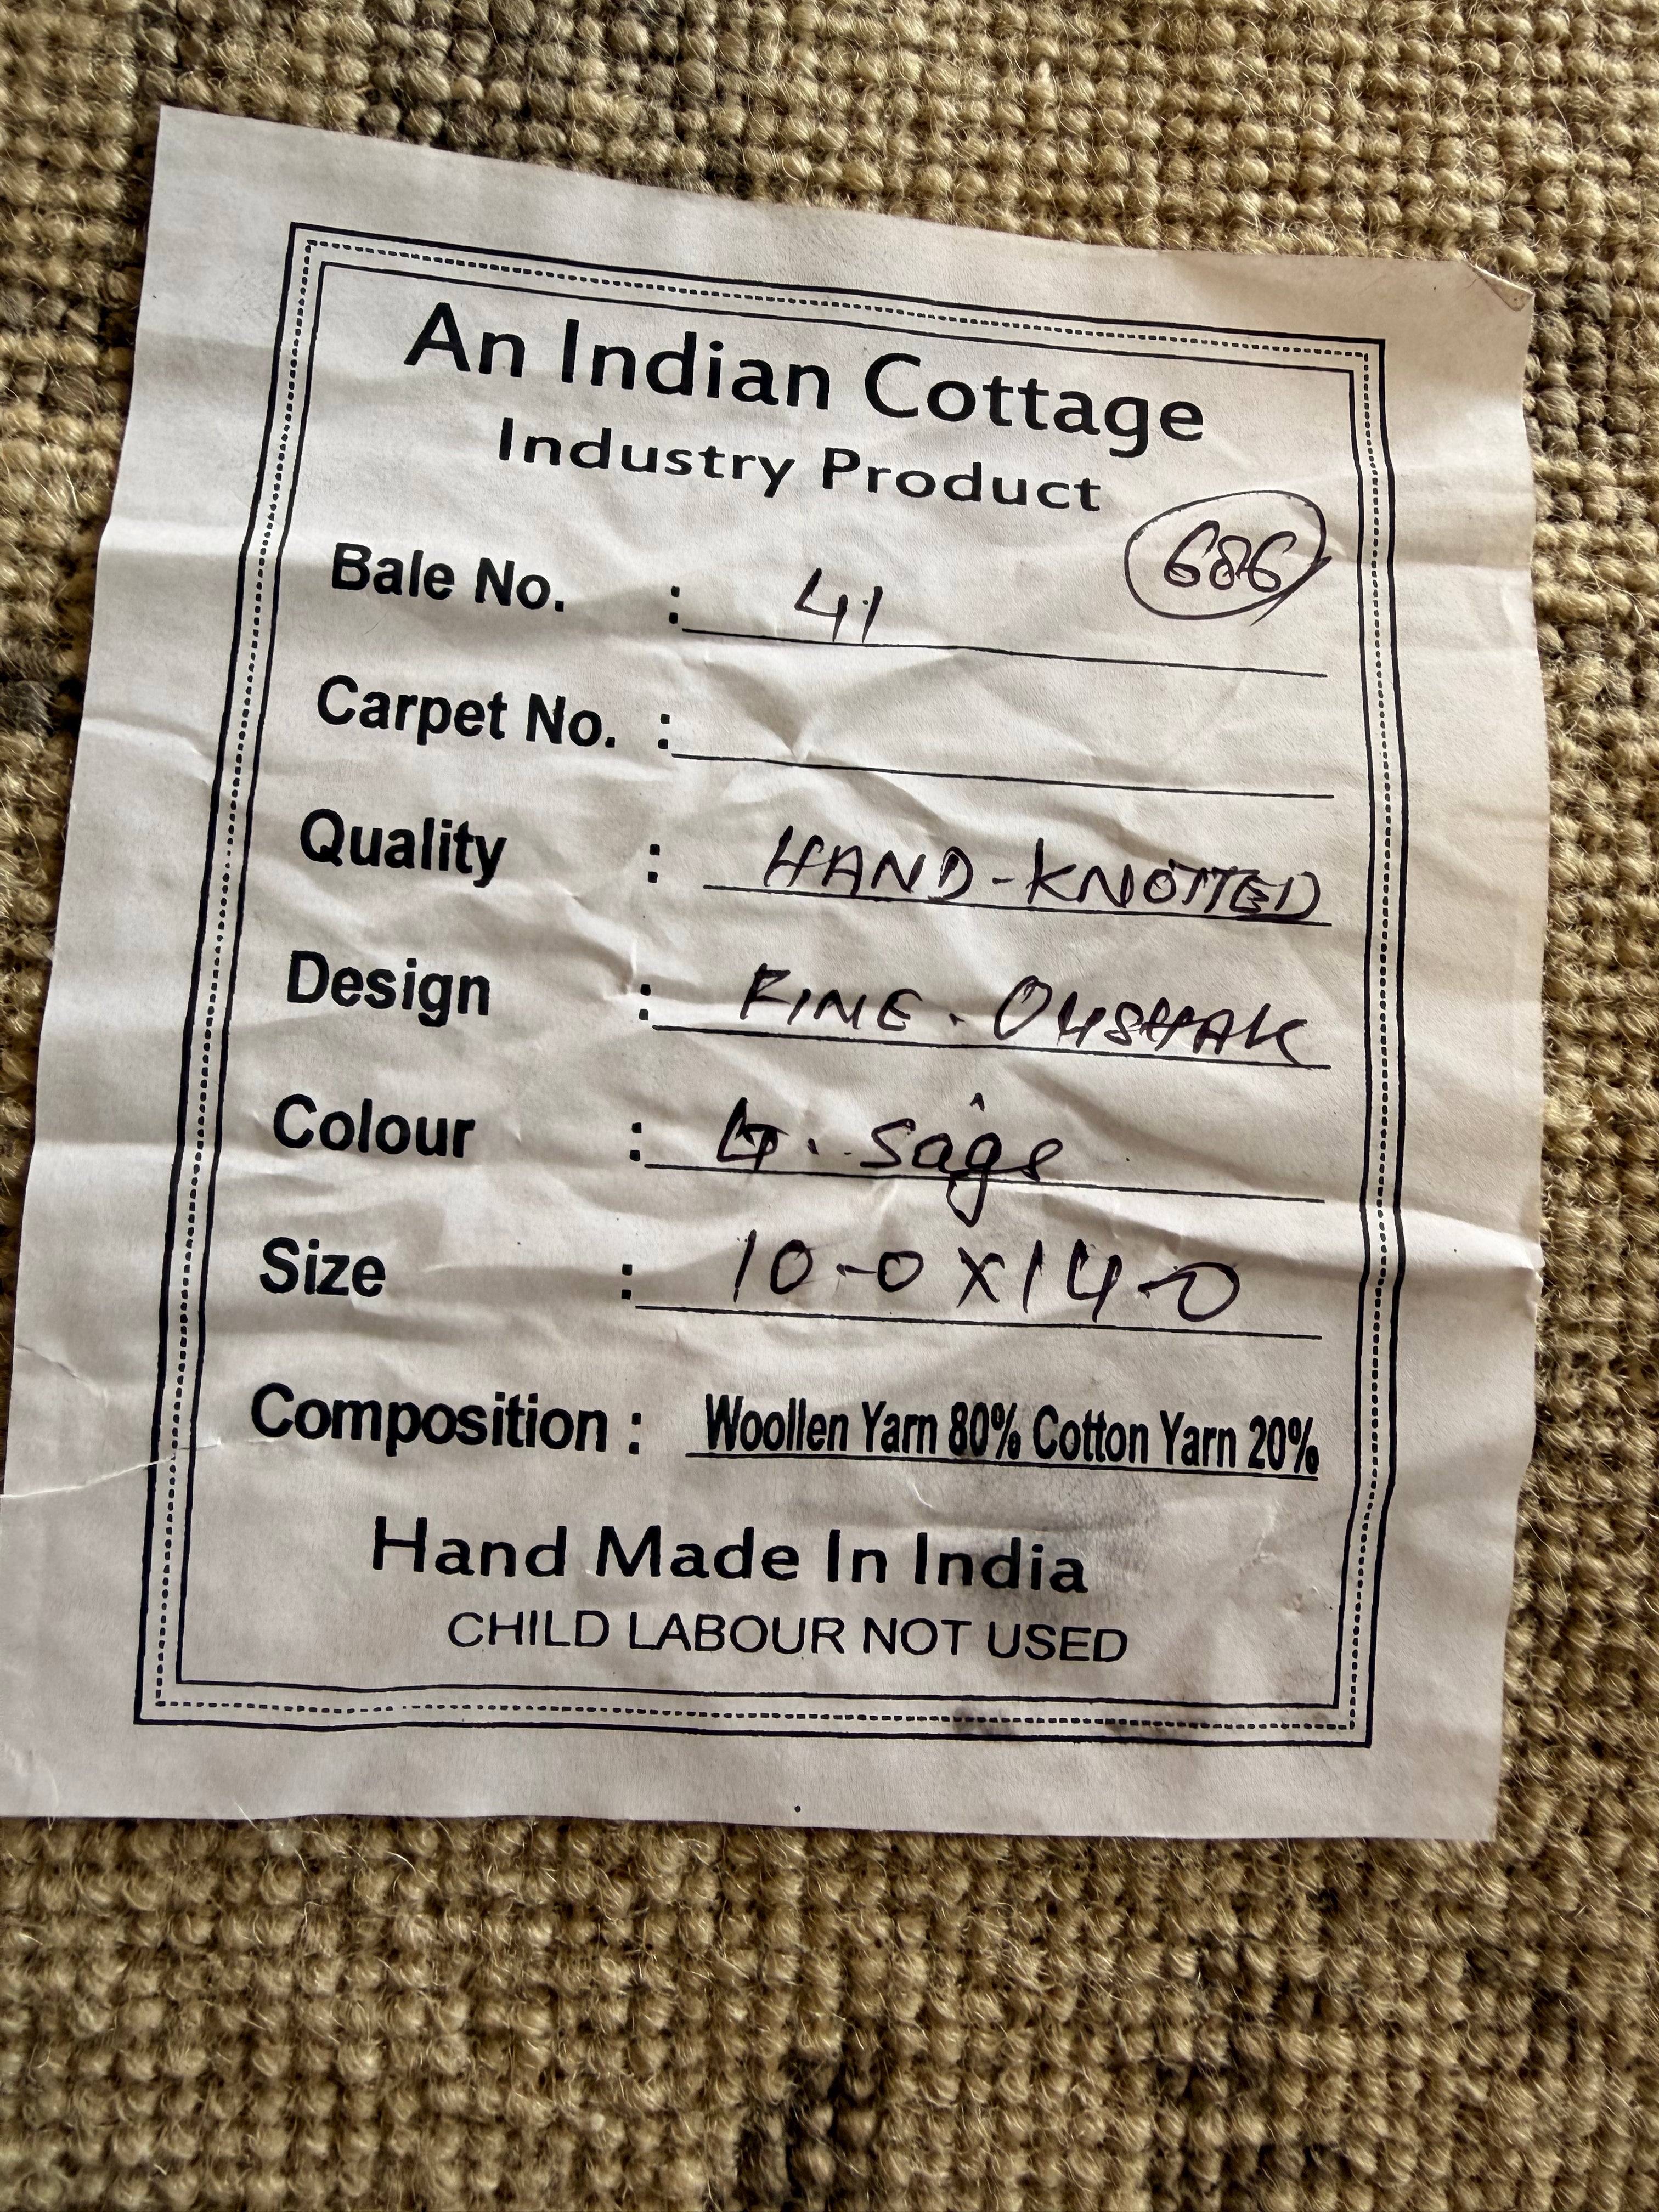 An Indian Cottage
Industry Product
686
Bale No. : 41
Carpet No. :
Quality : HAND-KNOTTED
Design : FINE. OUSHAK
Colour : LT. Sage
Size : 10-0 X 14-0
Composition : Woollen Yarn 80% Cotton Yarn 20%
Hand Made In India
CHILD LABOUR NOT USED